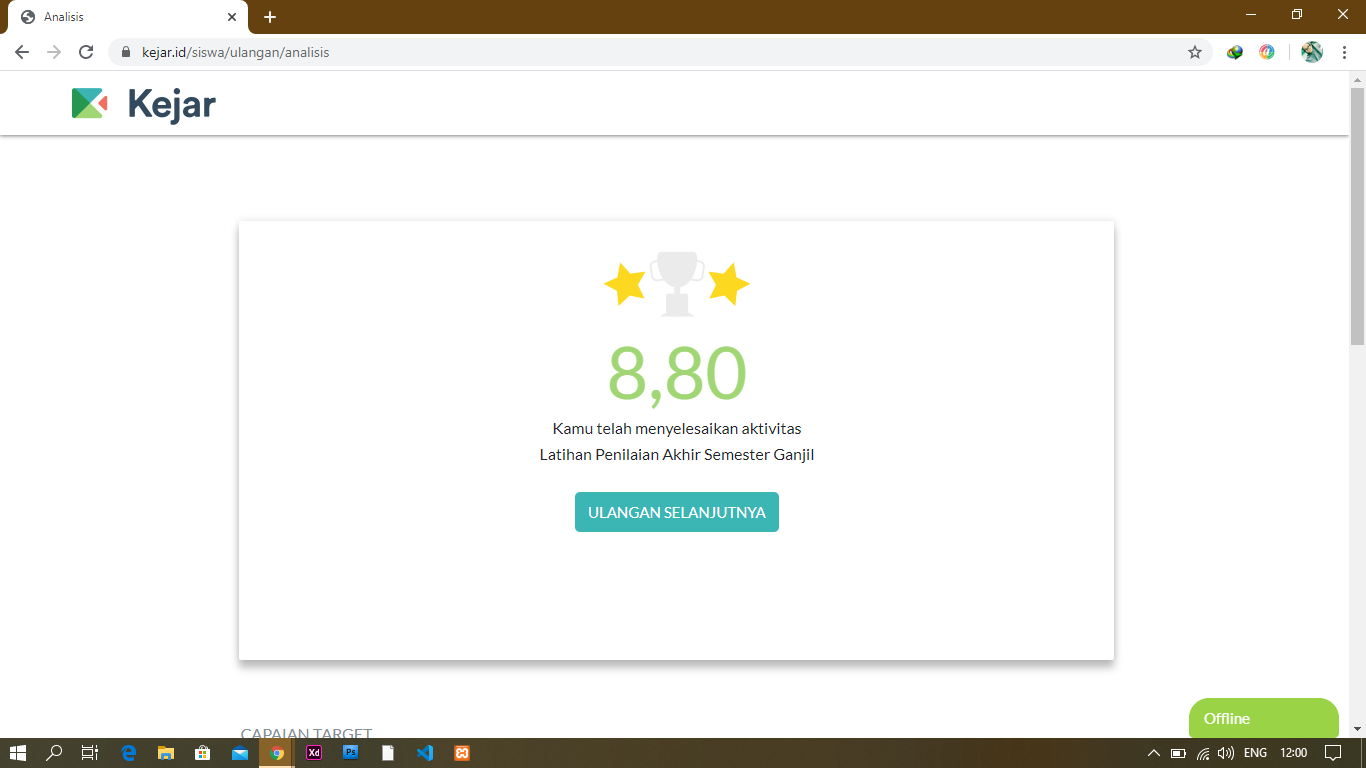 Analisis
kejar.id/siswa/ulangan/analisis
Kejar
8,80
Kamu telah menyelesaikan aktivitas
Latihan Penilaian Akhir Semester Ganjil
ULANGAN SELANJUTNYA
CAPAIAN TARGET
Offline
Xd
Ps
ENG
12:00